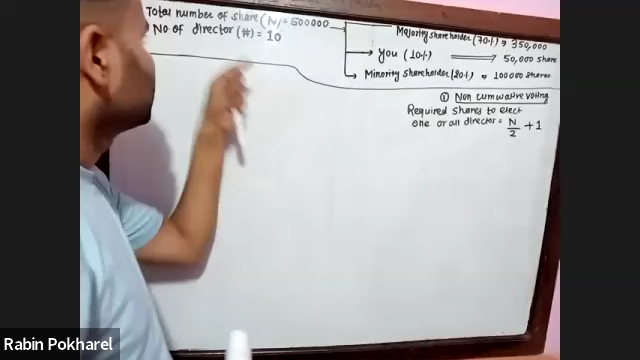 Total number of share (N) = 500000
No of director (#) = 10
Majority shareholder (70%) ⇒ 350,000
You (10%) ⟹ 50,000 share
Minority shareholder (20%) ⇒ 100000 shares
① Non cumulative voting
Required shares to elect
one or all director = N/2 + 1
Rabin Pokharel